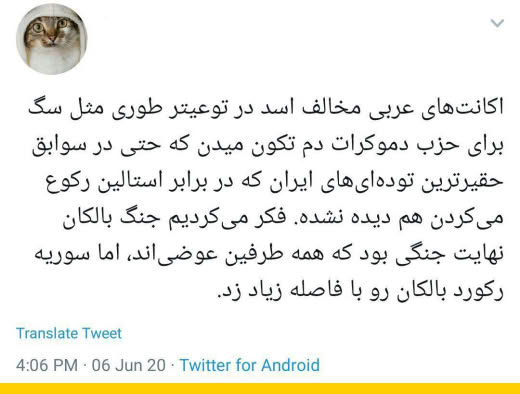 اکانت‌های عربی مخالف اسد در توعیتر طوری مثل سگ
برای حزب دموکرات دم تکون میدن که حتی در سوابق
حقیرترین توده‌ای‌های ایران که در برابر استالین رکوع
می‌کردن هم دیده نشده. فکر می‌کردیم جنگ بالکان
نهایت جنگی بود که همه طرفین عوضی‌اند، اما سوریه
رکورد بالکان رو با فاصله زیاد زد.
Translate Tweet
4:06 PM · 06 Jun 20 · Twitter for Android